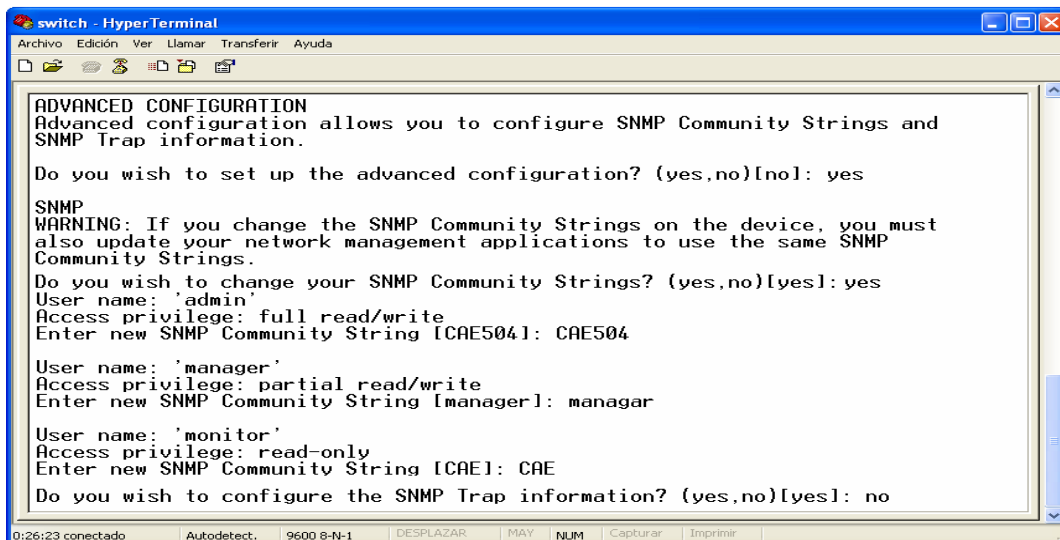 switch - HyperTerminal
Archivo Edición Ver Llamar Transferir Ayuda
ADVANCED CONFIGURATION
Advanced configuration allows you to configure SNMP Community Strings and
SNMP Trap information.
Do you wish to set up the advanced configuration? (yes,no)[no]: yes
SNMP
WARNING: If you change the SNMP Community Strings on the device, you must
also update your network management applications to use the same SNMP
Community Strings.
Do you wish to change your SNMP Community Strings? (yes,no)[yes]: yes
User name: 'admin'
Access privilege: full read/write
Enter new SNMP Community String [CAE504]: CAE504
User name: 'manager'
Access privilege: partial read/write
Enter new SNMP Community String [manager]: managar
User name: 'monitor'
Access privilege: read-only
Enter new SNMP Community String [CAE]: CAE
Do you wish to configure the SNMP Trap information? (yes,no)[yes]: no
0:26:23 conectado Autodetect. 9600 8-N-1 DESPLAZAR MAY NUM Capturar Imprimir